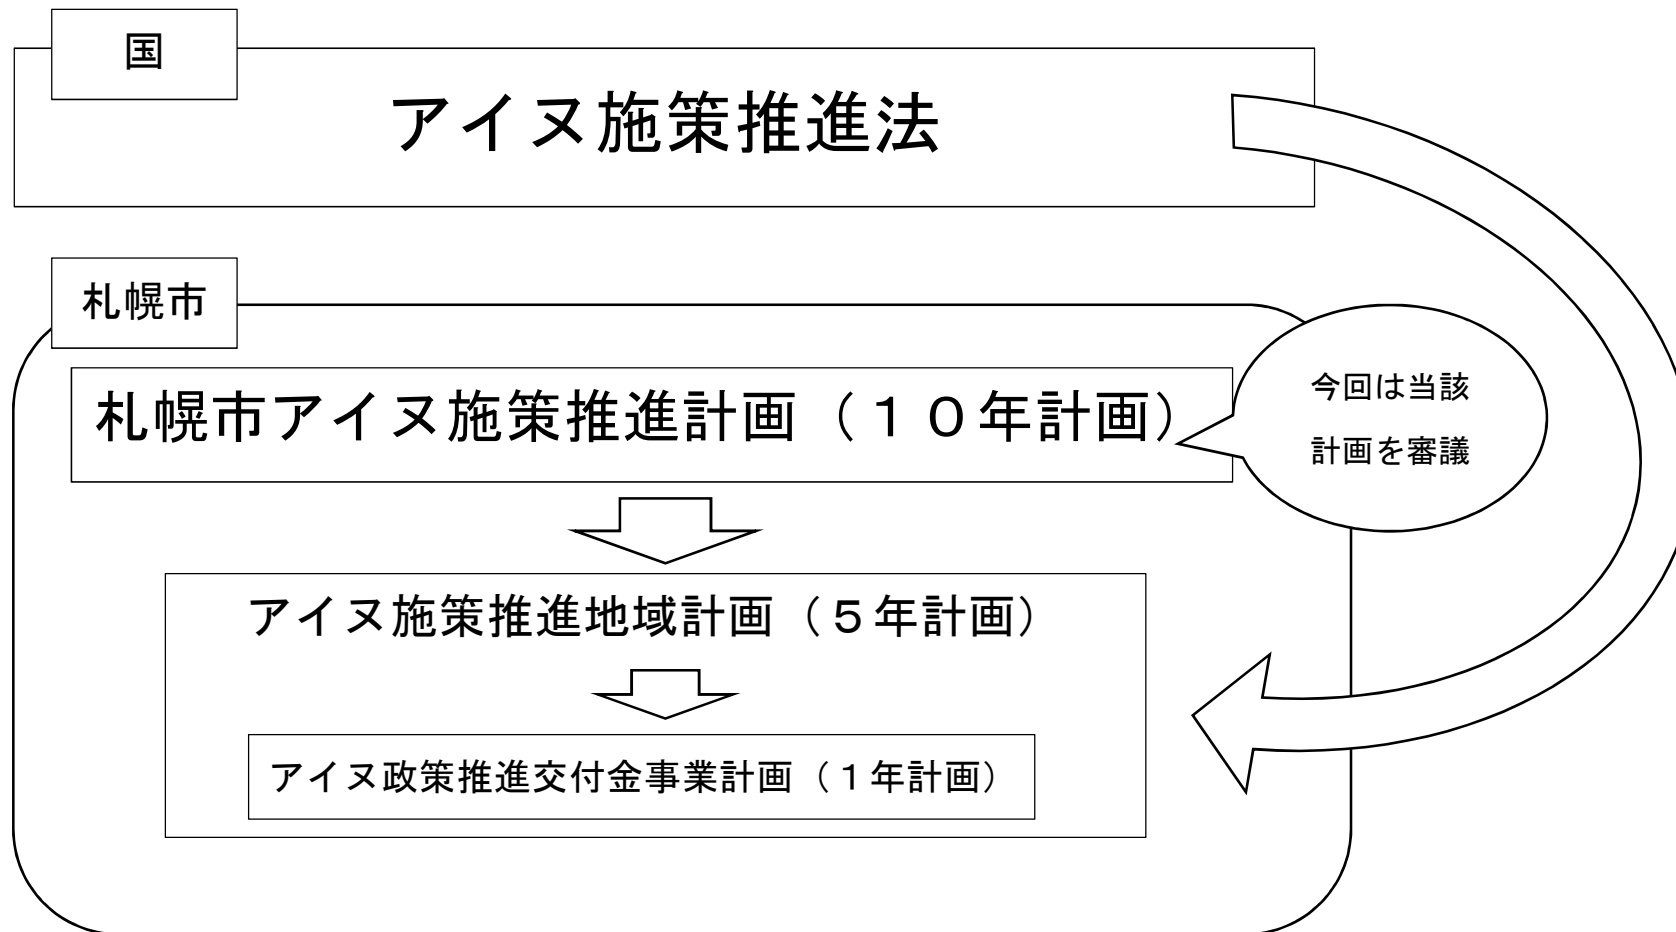 国
アイヌ施策推進法
札幌市
札幌市アイヌ施策推進計画（１０年計画）
今回は当該
計画を審議
アイヌ施策推進地域計画（５年計画）
アイヌ政策推進交付金事業計画（１年計画）